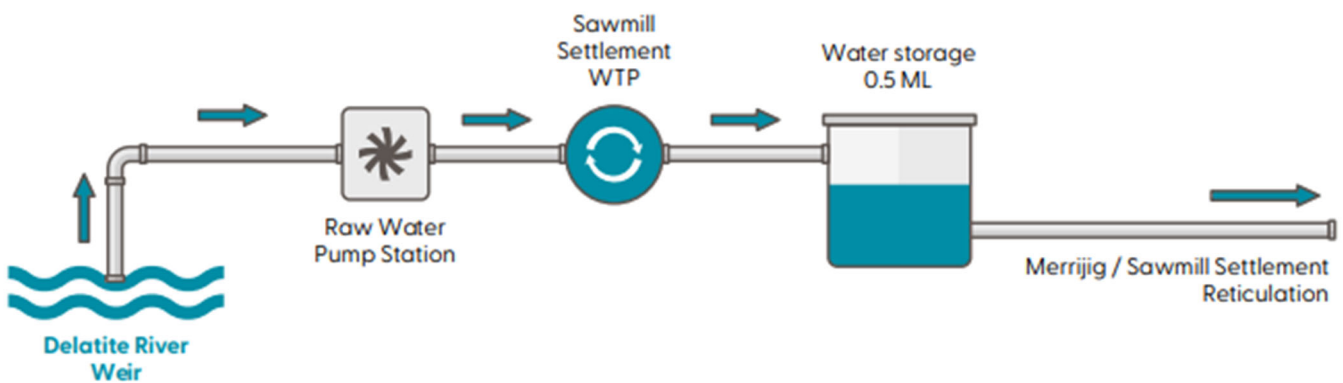 Sawmill
Settlement
WTP
Water storage
0.5 ML
Raw Water
Pump Station
Merrijig / Sawmill Settlement
Reticulation
Delatite River
Weir